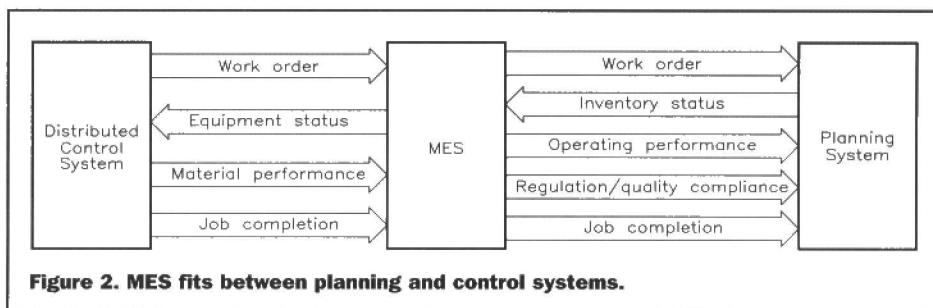 Work order
Work order
Equipment status
Inventory status
Distributed
Control
System
MES
Operating performance
Planning
System
Material performance
Regulation/quality compliance
Job completion
Job completion
Figure 2. MES fits between planning and control systems.